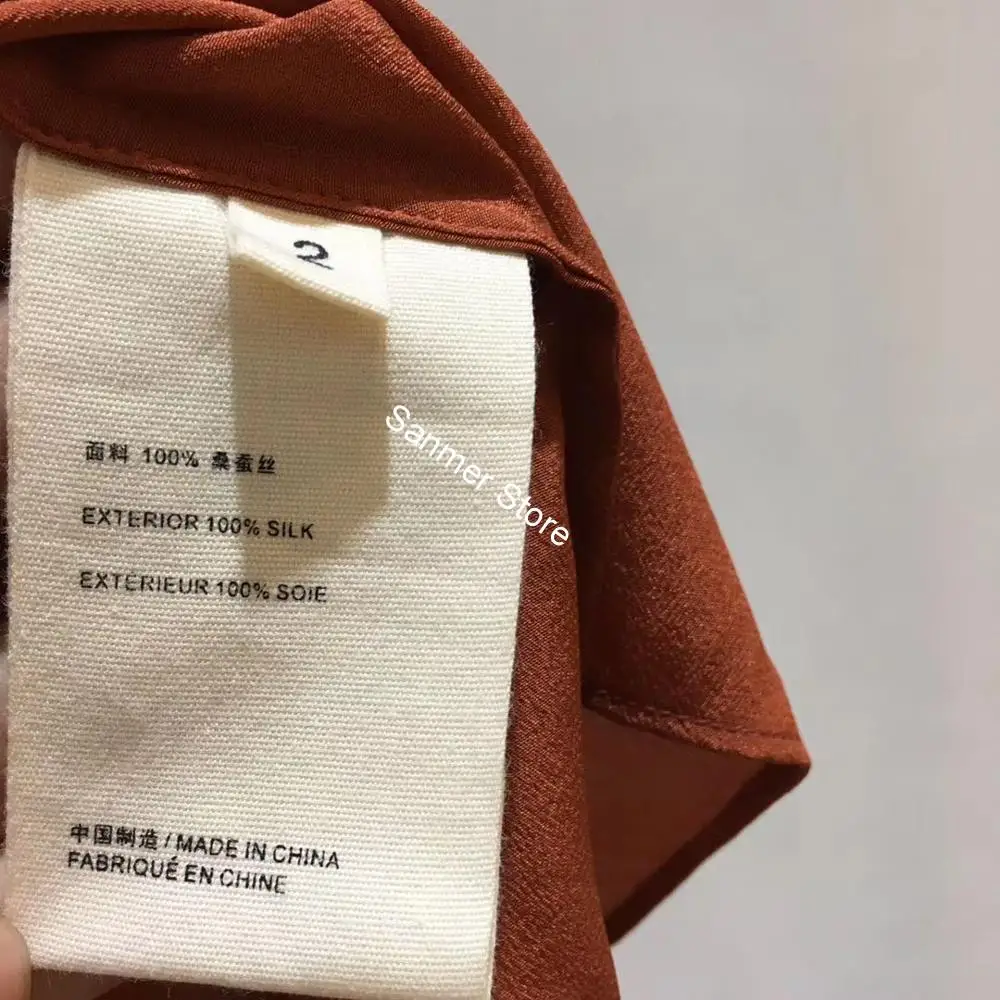 2
面料 100% 桑蚕丝
EXTERIOR 100% SILK
EXTÉRIEUR 100% SOIE
中国制造 / MADE IN CHINA
FABRIQUÉ EN CHINE
Sanmer Store